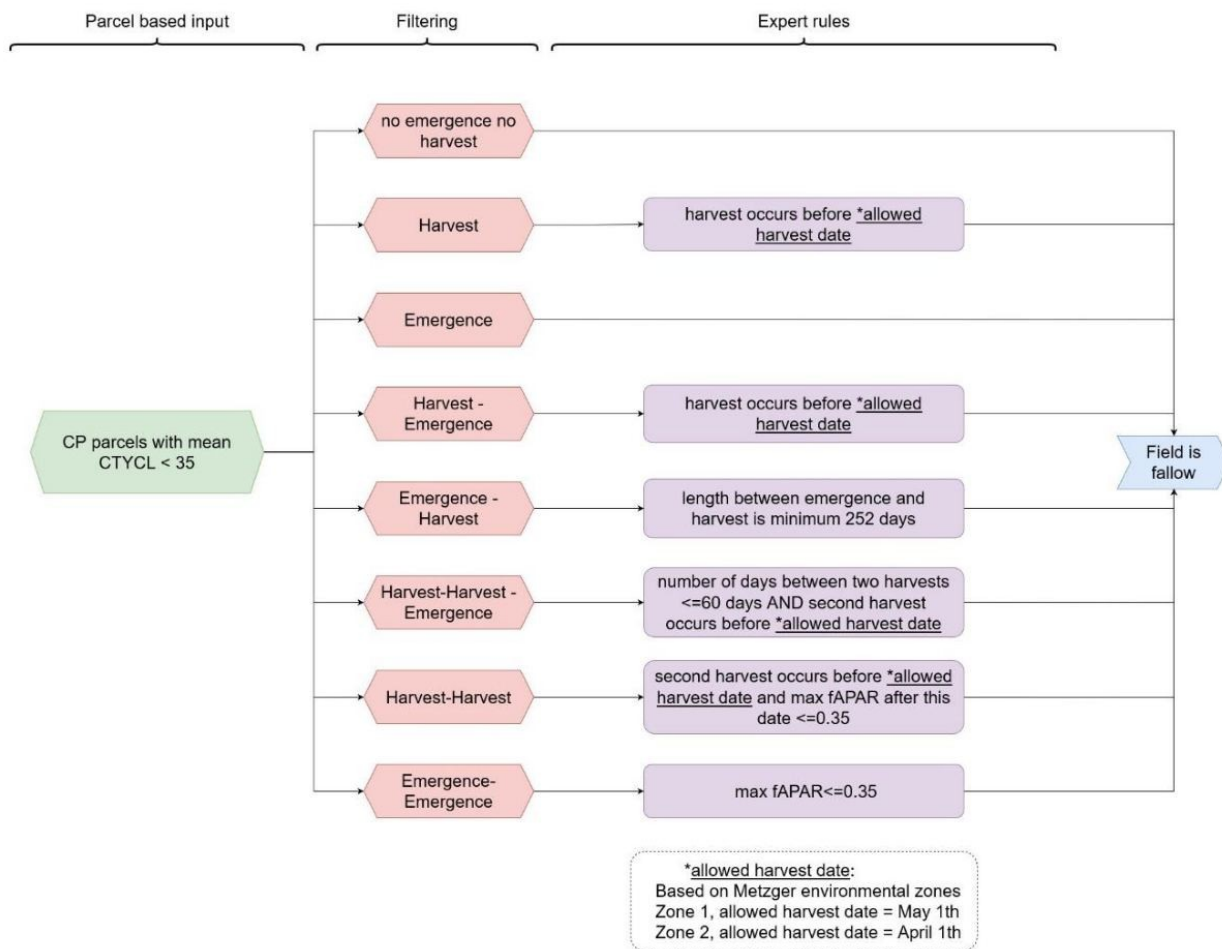 Parcel based input
Filtering
Expert rules
no emergence no
harvest
Harvest
harvest occurs before *allowed
harvest date
Emergence
Harvest -
Emergence
harvest occurs before *allowed
harvest date
CP parcels with mean
CTYCL < 35
Field is
fallow
Emergence -
Harvest
length between emergence and
harvest is minimum 252 days
Harvest-Harvest -
Emergence
number of days between two harvests
<=60 days AND second harvest
occurs before *allowed harvest date
Harvest-Harvest
second harvest occurs before *allowed
harvest date and max fAPAR after this
date <=0.35
Emergence-
Emergence
max fAPAR<=0.35
*allowed harvest date:
Based on Metzger environmental zones
Zone 1, allowed harvest date = May 1th
Zone 2, allowed harvest date = April 1th